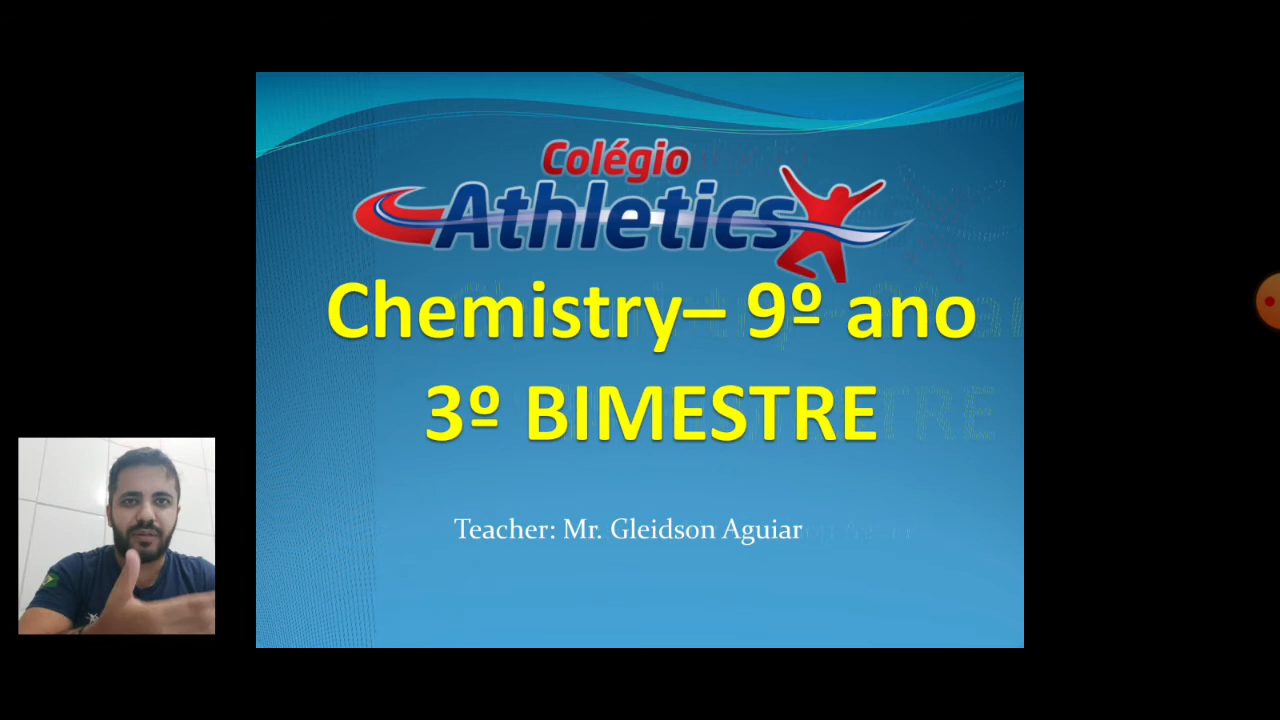 Colégio
Athletics
Chemistry– 9º ano
3º BIMESTRE
Teacher: Mr. Gleidson Aguiar